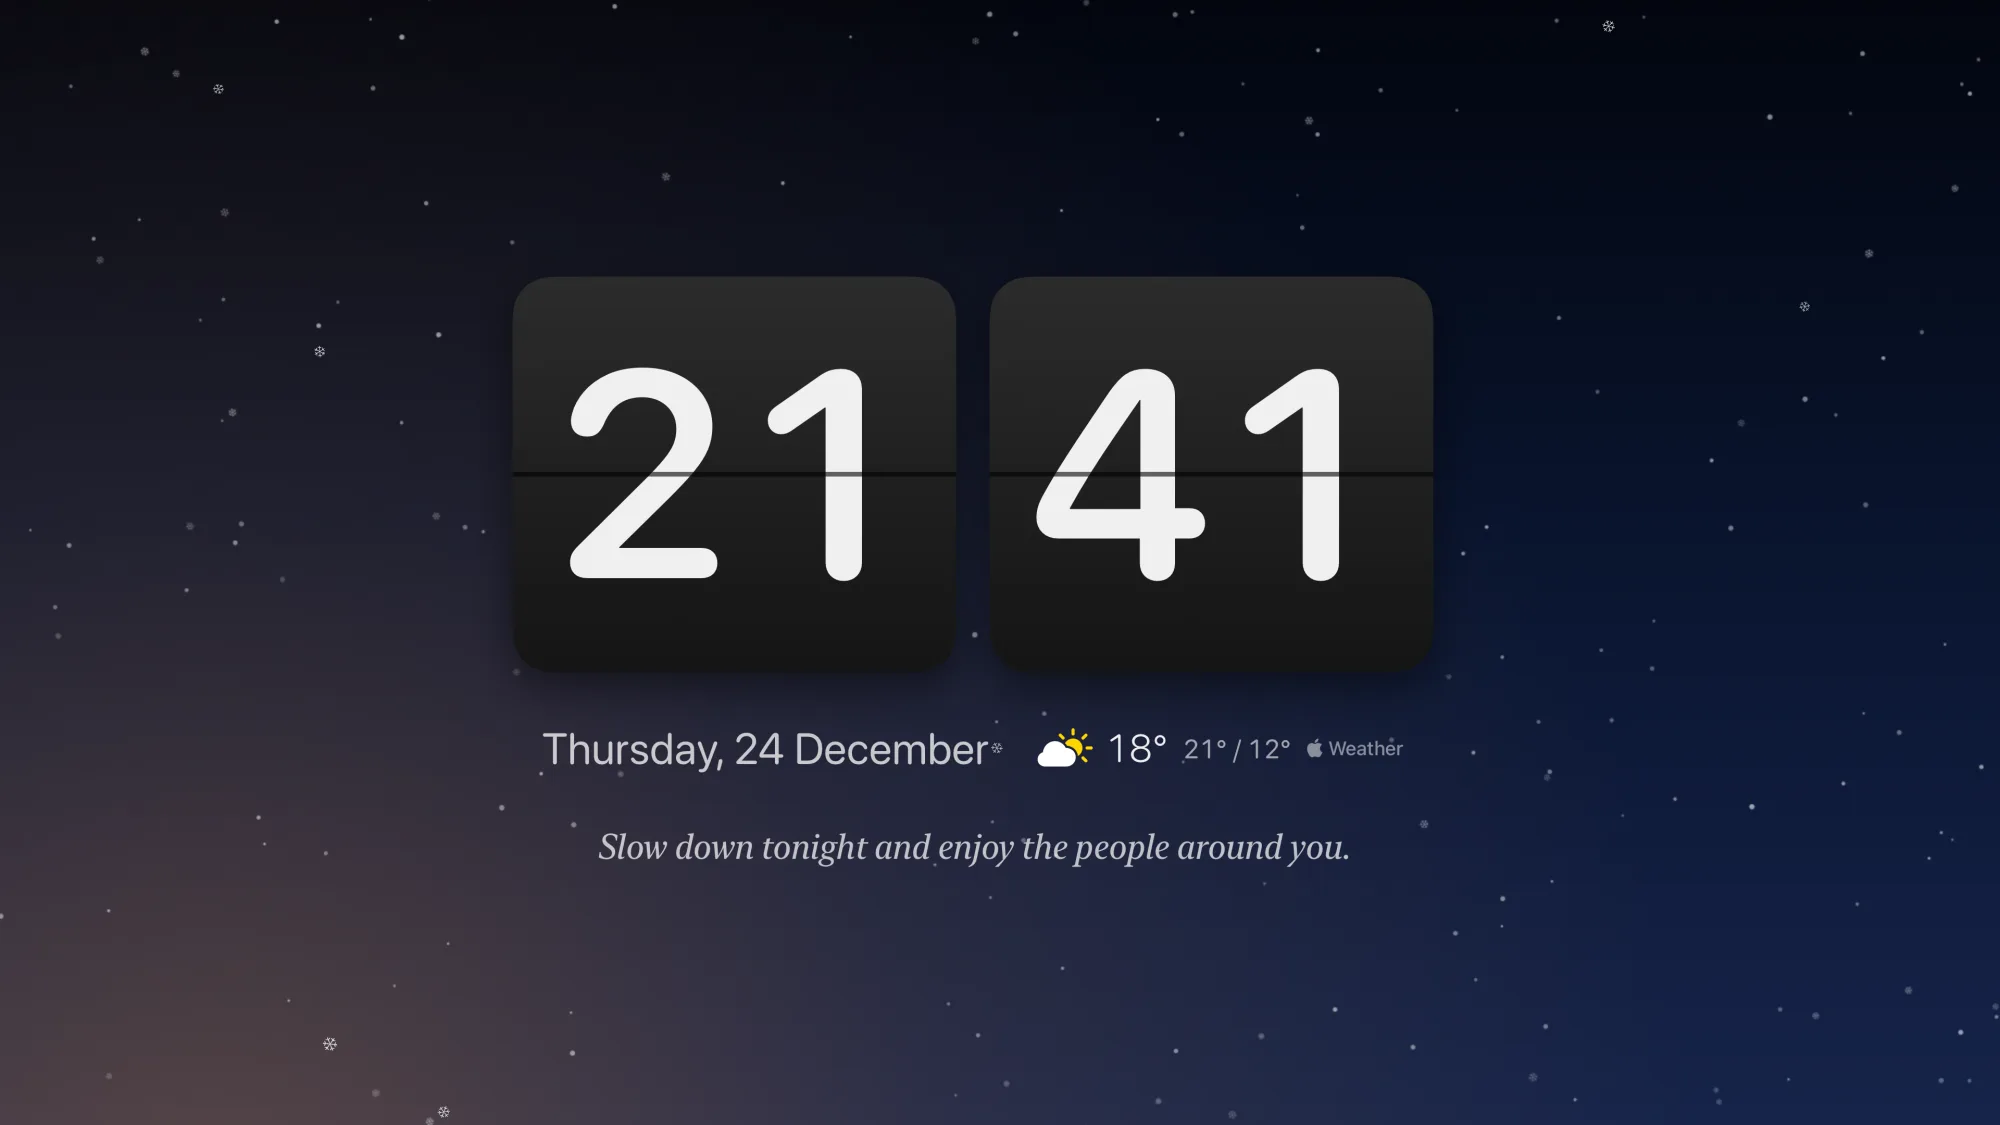 21 41
Thursday, 24 December 18° 21° / 12° Weather
Slow down tonight and enjoy the people around you.